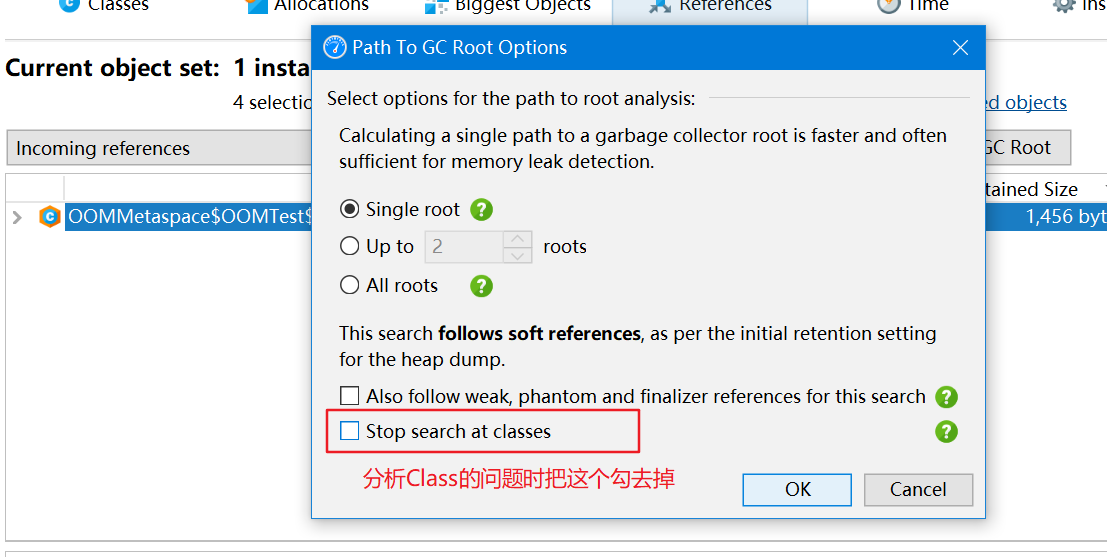 Classes Allocations Biggest Objects References Time
Path To GC Root Options
Current object set: 1 insta
Select options for the path to root analysis:
4 selectio
ed objects
Calculating a single path to a garbage collector root is faster and often
sufficient for memory leak detection.
Incoming references
GC Root
tained Size
OOMMetaspace$OOMTest$
1,456 byt
Single root
Up to 2 roots
All roots
This search follows soft references, as per the initial retention setting
for the heap dump.
Also follow weak, phantom and finalizer references for this search
Stop search at classes
分析Class的问题时把这个勾去掉
OK Cancel